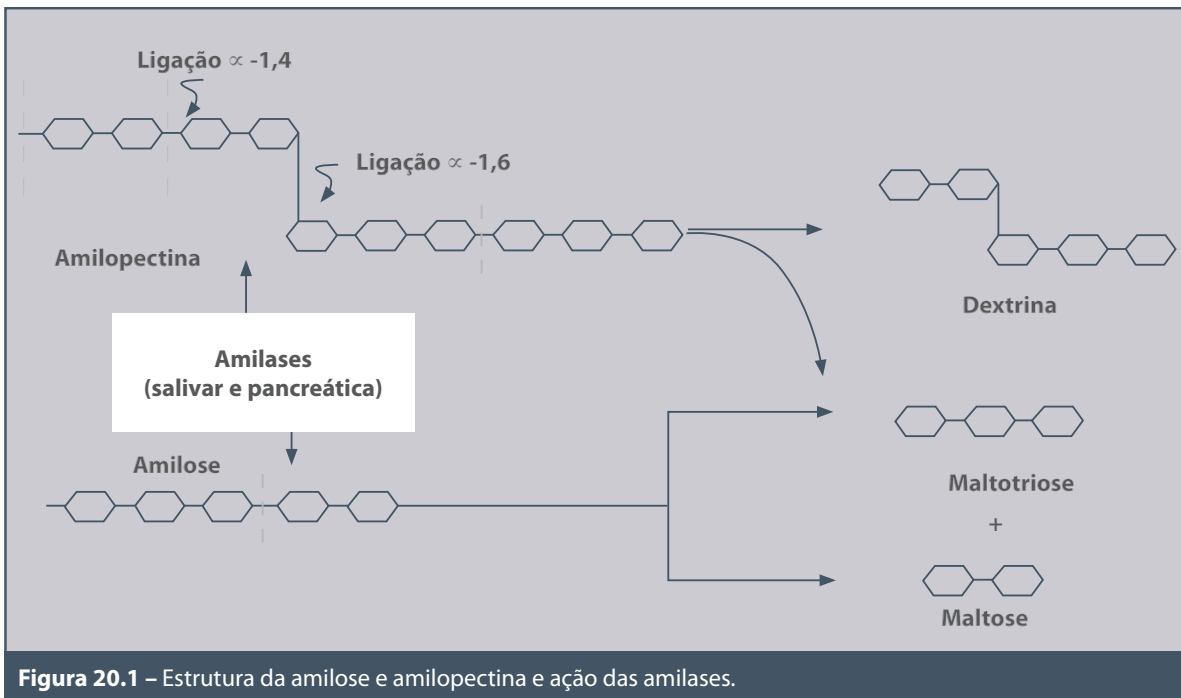 Ligação ∝ -1,4
Ligação ∝ -1,6
Amilopectina
Dextrina
Amilases
(salivar e pancreática)
Amilose
Maltotriose
+
Maltose
Figura 20.1 – Estrutura da amilose e amilopectina e ação das amilases.